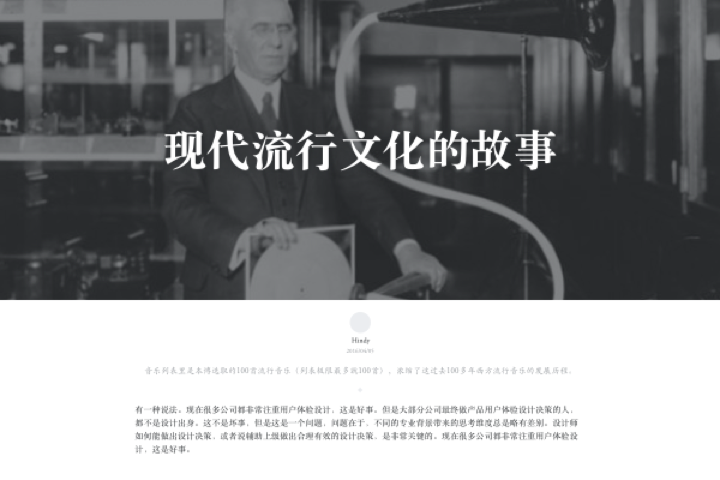 现代流行文化的故事
Hindy
音乐列表里是本博选取的100首流行音乐（列表极限最多就100首），浓缩了过去100多年西方流行音乐的发展历程。
有一种说法。现在很多公司都非常注重用户体验设计，这是好事。但是大部分公司最终做产品用户体验设计决策的人，
都不是设计出身。这不是坏事，但是这是一个问题，问题在于，不同的专业背景带来的思考维度总是略有差别。设计师
如何能做出设计决策，或者说辅助上级做出合理有效的设计决策，是非常关键的。现在很多公司都非常注重用户体验设
计，这是好事。